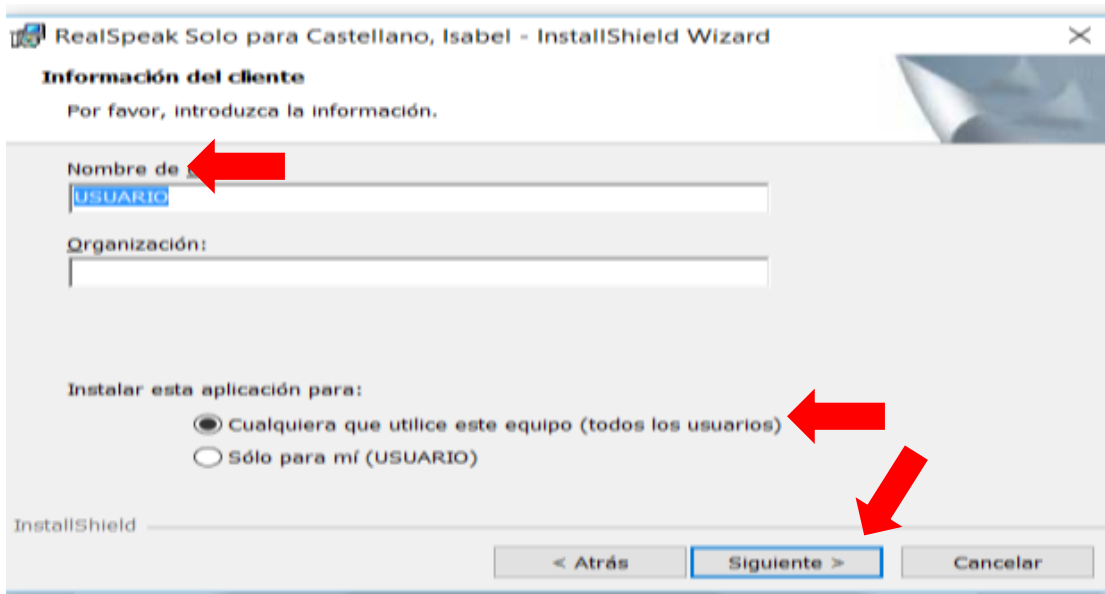 RealSpeak Solo para Castellano, Isabel - InstallShield Wizard
Información del cliente
Por favor, introduzca la información.
Nombre de
USUARIO
Organización:
Instalar esta aplicación para:
Cualquiera que utilice este equipo (todos los usuarios)
Sólo para mí (USUARIO)
InstallShield
< Atrás
Siguiente >
Cancelar